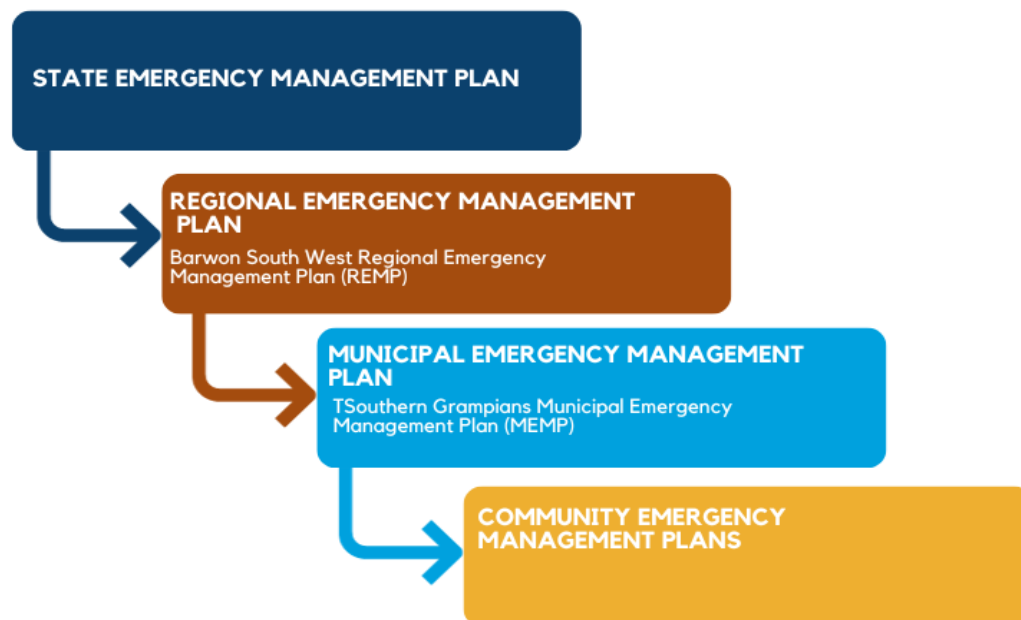 STATE EMERGENCY MANAGEMENT PLAN
REGIONAL EMERGENCY MANAGEMENT
PLAN
Barwon South West Regional Emergency
Management Plan (REMP)
MUNICIPAL EMERGENCY MANAGEMENT
PLAN
TSouthern Grampians Municipal Emergency
Management Plan (MEMP)
COMMUNITY EMERGENCY
MANAGEMENT PLANS